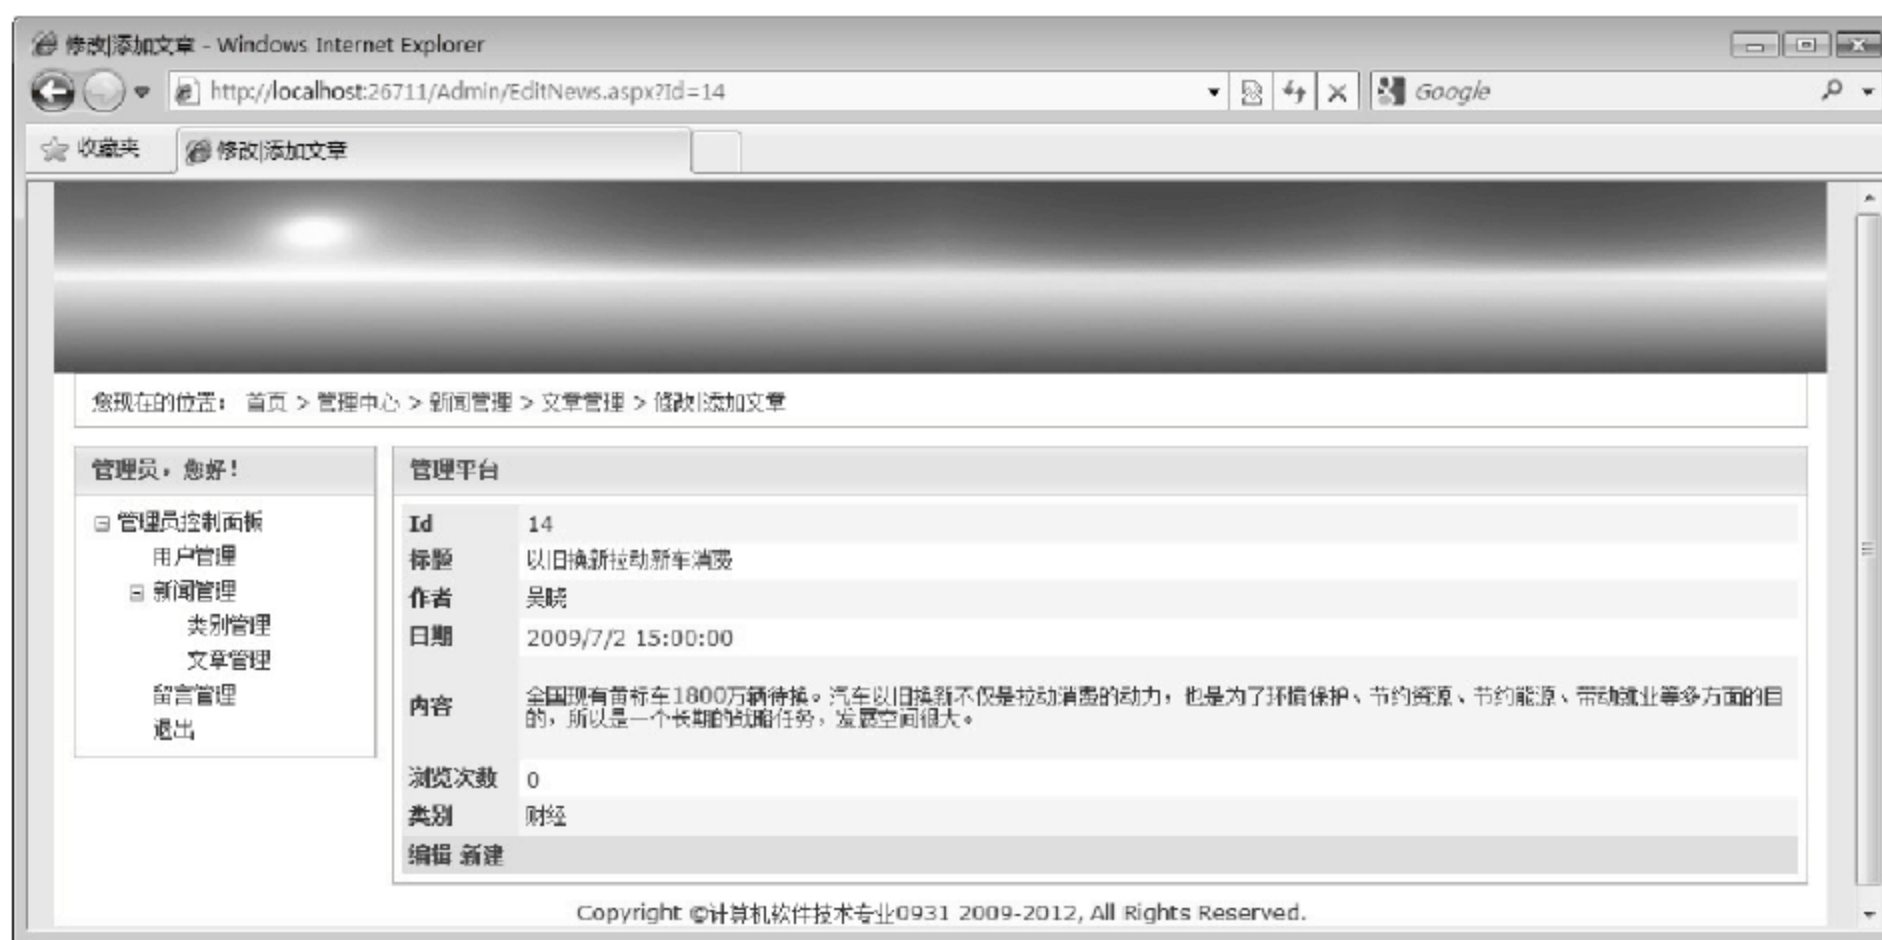 修改|添加文章 - Windows Internet Explorer
http://localhost:26711/Admin/EditNews.aspx?Id=14
Google
收藏夹
修改|添加文章
您现在的位置： 首页 > 管理中心 > 新闻管理 > 文章管理 > 修改|添加文章
管理员，您好！
管理员控制面板
用户管理
新闻管理
类别管理
文章管理
留言管理
退出
管理平台
Id 14
标题 以旧换新拉动新车消费
作者 吴晓
日期 2009/7/2 15:00:00
内容 全国现有黄标车1800万辆待换。汽车以旧换新不仅是拉动消费的动力，也是为了环境保护、节约资源、节约能源、带动就业等多方面的目
的，所以是一个长期的战略任务，发展空间很大。
浏览次数 0
类别 财经
编辑 新建
Copyright ©计算机软件技术专业0931 2009-2012, All Rights Reserved.